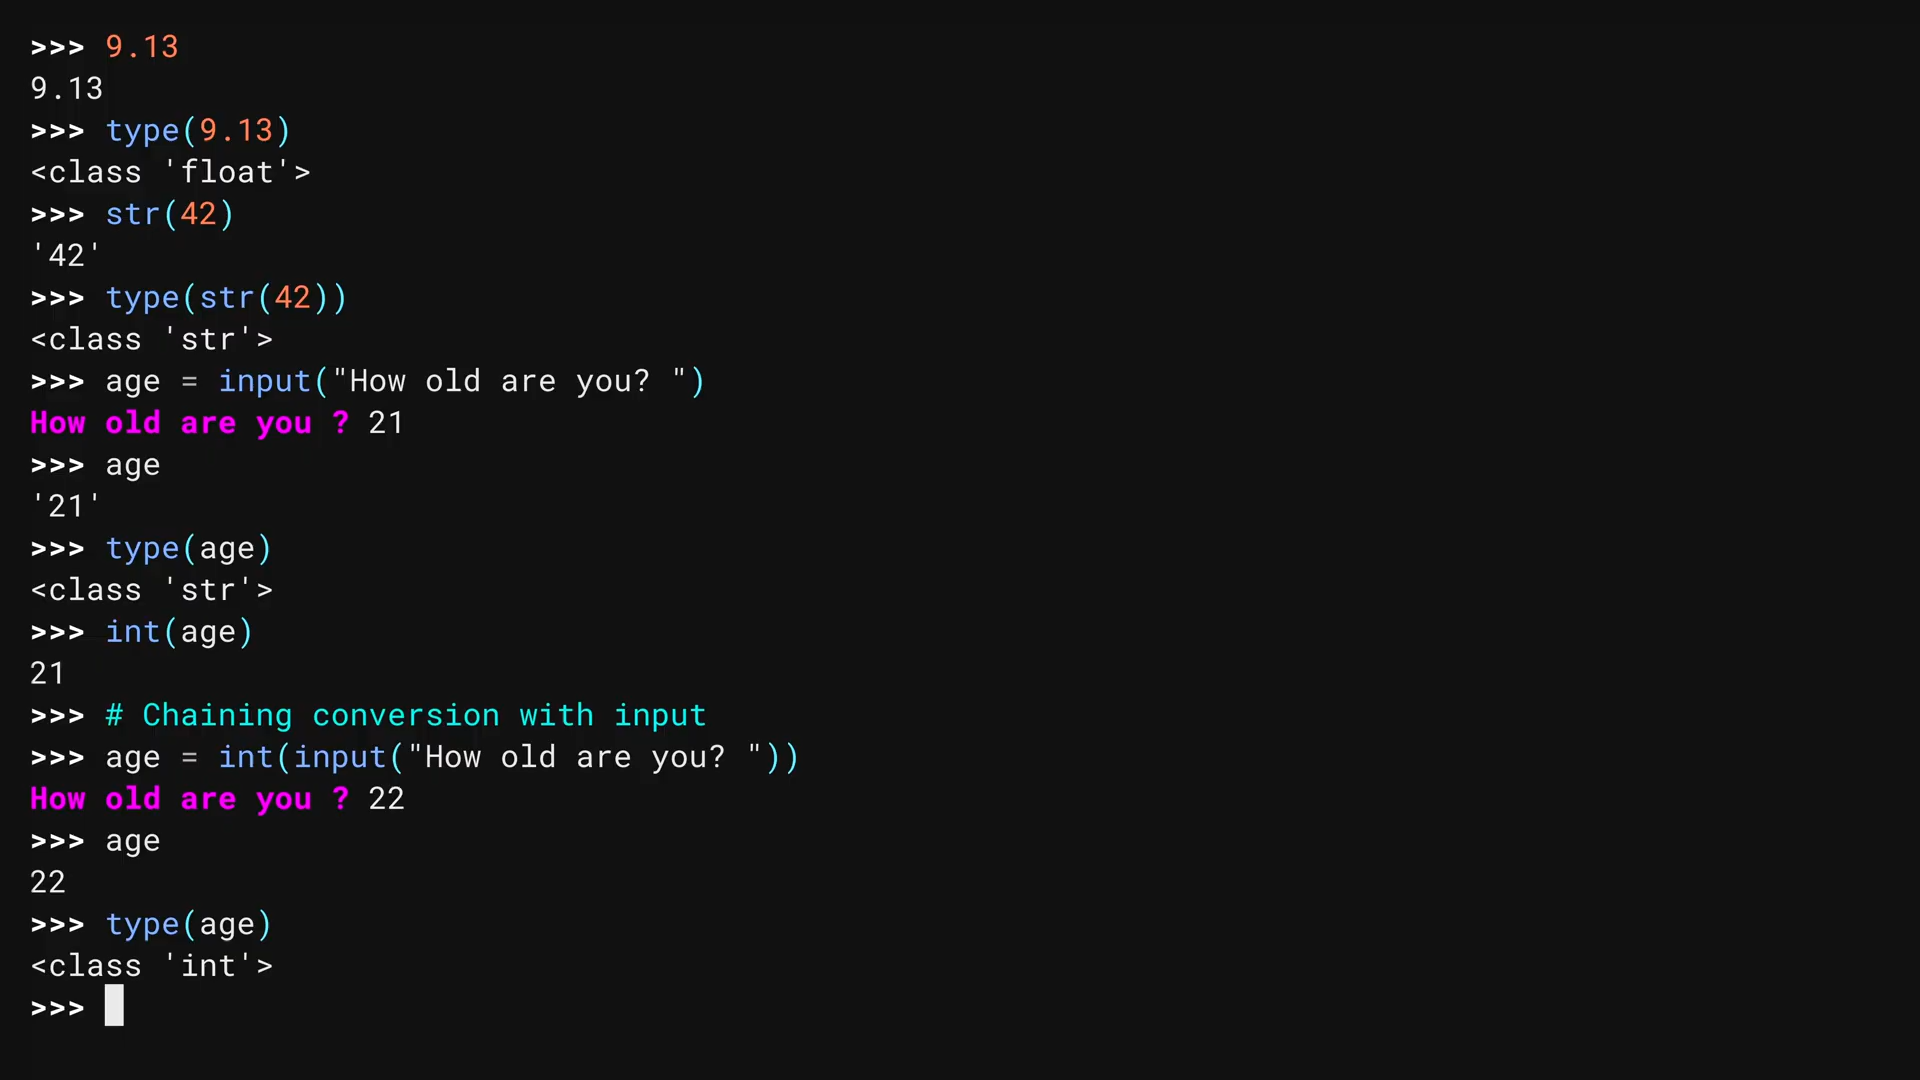 >>> 9.13
9.13
>>> type(9.13)
<class 'float'>
>>> str(42)
'42'
>>> type(str(42))
<class 'str'>
>>> age = input("How old are you? ")
How old are you ? 21
>>> age
'21'
>>> type(age)
<class 'str'>
>>> int(age)
21
>>> # Chaining conversion with input
>>> age = int(input("How old are you? "))
How old are you ? 22
>>> age
22
>>> type(age)
<class 'int'>
>>>